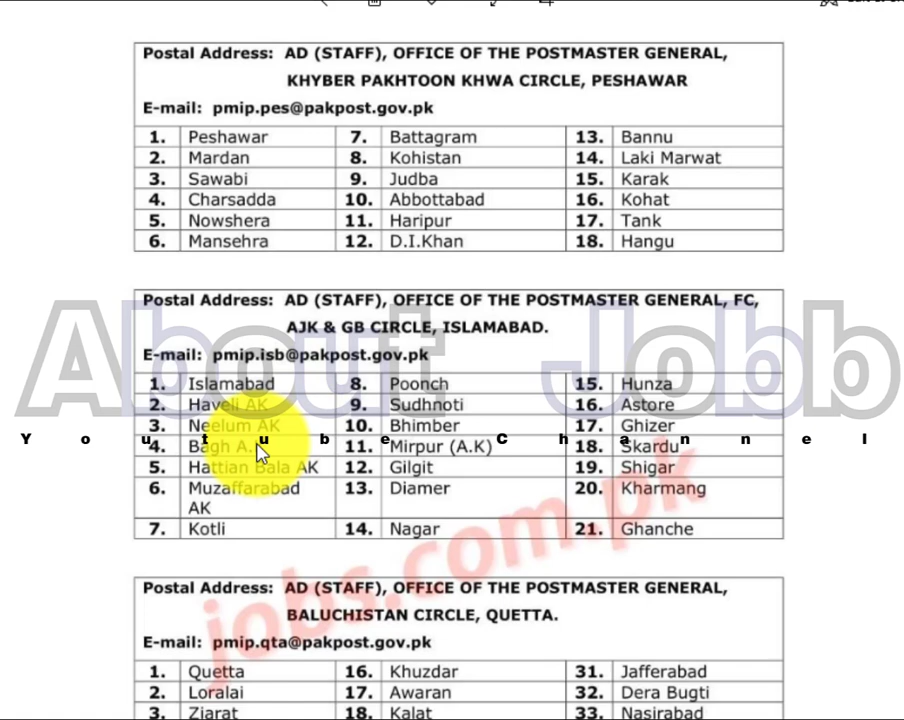 Postal Address: AD (STAFF), OFFICE OF THE POSTMASTER GENERAL,
KHYBER PAKHTOON KHWA CIRCLE, PESHAWAR
E-mail: pmip.pes@pakpost.gov.pk
1. Peshawar 7. Battagram 13. Bannu
2. Mardan 8. Kohistan 14. Laki Marwat
3. Sawabi 9. Judba 15. Karak
4. Charsadda 10. Abbottabad 16. Kohat
5. Nowshera 11. Haripur 17. Tank
6. Mansehra 12. D.I.Khan 18. Hangu
Postal Address: AD (STAFF), OFFICE OF THE POSTMASTER GENERAL, FC,
AJK & GB CIRCLE, ISLAMABAD.
E-mail: pmip.isb@pakpost.gov.pk
About Jobb
1. Islamabad 8. Poonch 15. Hunza
2. Haveli AK 9. Sudhnoti 16. Astore
3. Neelum AK 10. Bhimber 17. Ghizer
Youtube Channel
4. Bagh A. 11. Mirpur (A.K) 18. Skardu
5. Hattian Bala AK 12. Gilgit 19. Shigar
6. Muzaffarabad 13. Diamer 20. Kharmang
AK
7. Kotli 14. Nagar 21. Ghanche
jobs.com.pk
Postal Address: AD (STAFF), OFFICE OF THE POSTMASTER GENERAL,
BALUCHISTAN CIRCLE, QUETTA.
E-mail: pmip.qta@pakpost.gov.pk
1. Quetta 16. Khuzdar 31. Jafferabad
2. Loralai 17. Awaran 32. Dera Bugti
3. Ziarat 18. Kalat 33. Nasirabad